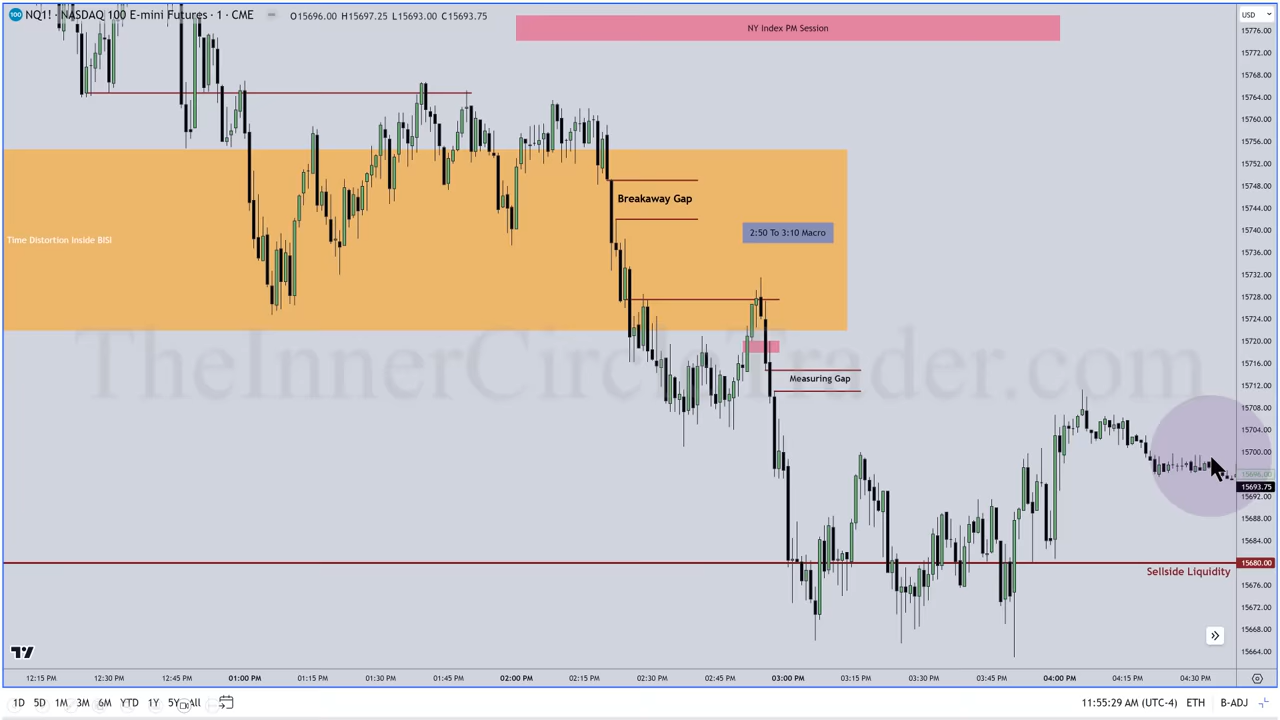 NQ1! · NASDAQ 100 E-mini Futures · 1 · CME O15696.00 H15697.25 L15693.00 C15693.75
USD
NY Index PM Session
15776.00
15772.00
15768.00
15764.00
15760.00
15756.00
15752.00
15748.00
15744.00
15740.00
15736.00
15732.00
15728.00
15724.00
15720.00
15716.00
15712.00
15708.00
15704.00
15700.00
15696.00
15693.75
15692.00
15688.00
15684.00
15680.00
15676.00
15672.00
15668.00
15664.00
Breakaway Gap
2:50 To 3:10 Macro
Time Distortion Inside BISI
TheInnerCircleTrader.com
Measuring Gap
Sellside Liquidity
12:15 PM 12:30 PM 12:45 PM 01:00 PM 01:15 PM 01:30 PM 01:45 PM 02:00 PM 02:15 PM 02:30 PM 02:45 PM 03:00 PM 03:15 PM 03:30 PM 03:45 PM 04:00 PM 04:15 PM 04:30 PM
1D 5D 1M 3M 6M YTD 1Y 5Y All 11:55:29 AM (UTC-4) ETH B-ADJ